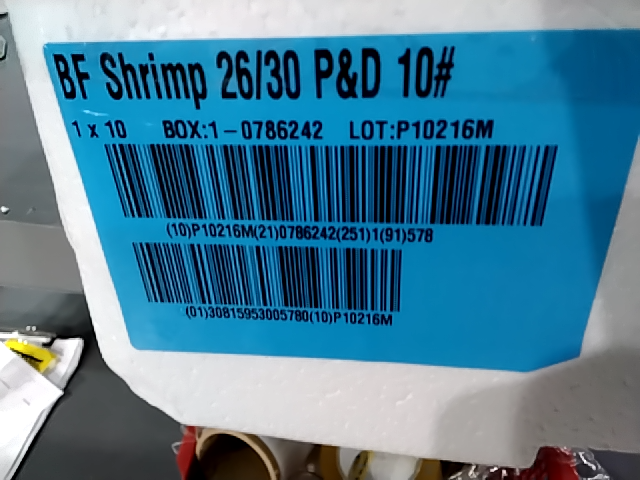 BF Shrimp 26/30 P&D 10#
1 x 10 BOX:1-0786242 LOT:P10216M
(10)P10216M(21)0786242(251)1(91)578
(01)30815953005780(10)P10216M